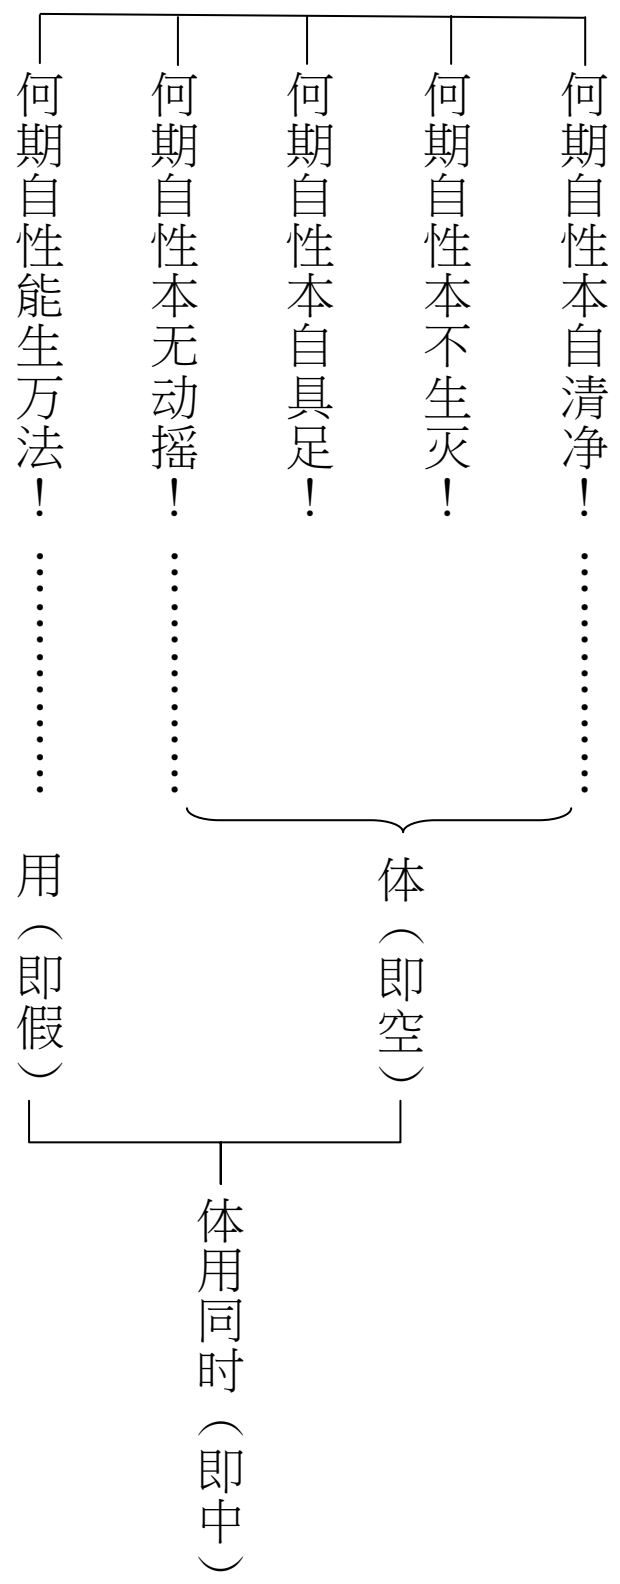 何期自性本自清净！…………
何期自性本不生灭！
何期自性本自具足！
何期自性本无动摇！…………
何期自性能生万法！…………
体（即空）
用（即假）
体用同时（即中）